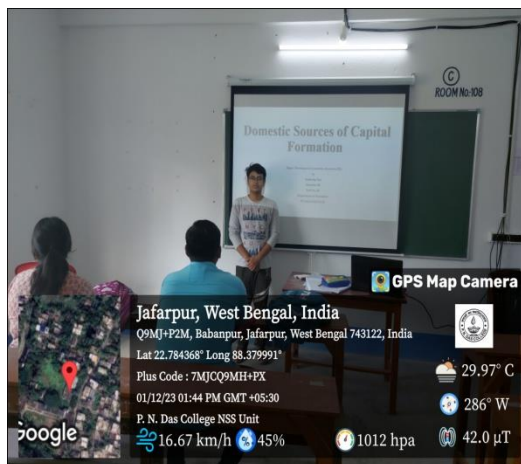 C
ROOM No:108
Domestic Sources of Capital
Formation
GPS Map Camera
Jafarpur, West Bengal, India
Q9MJ+P2M, Babanpur, Jafarpur, West Bengal 743122, India
Lat 22.784368° Long 88.379991°
Plus Code : 7MJCQ9MH+PX
01/12/23 01:44 PM GMT +05:30
P. N. Das College NSS Unit
Google
16.67 km/h 45% 1012 hpa
29.97° C
286° W
42.0 µT